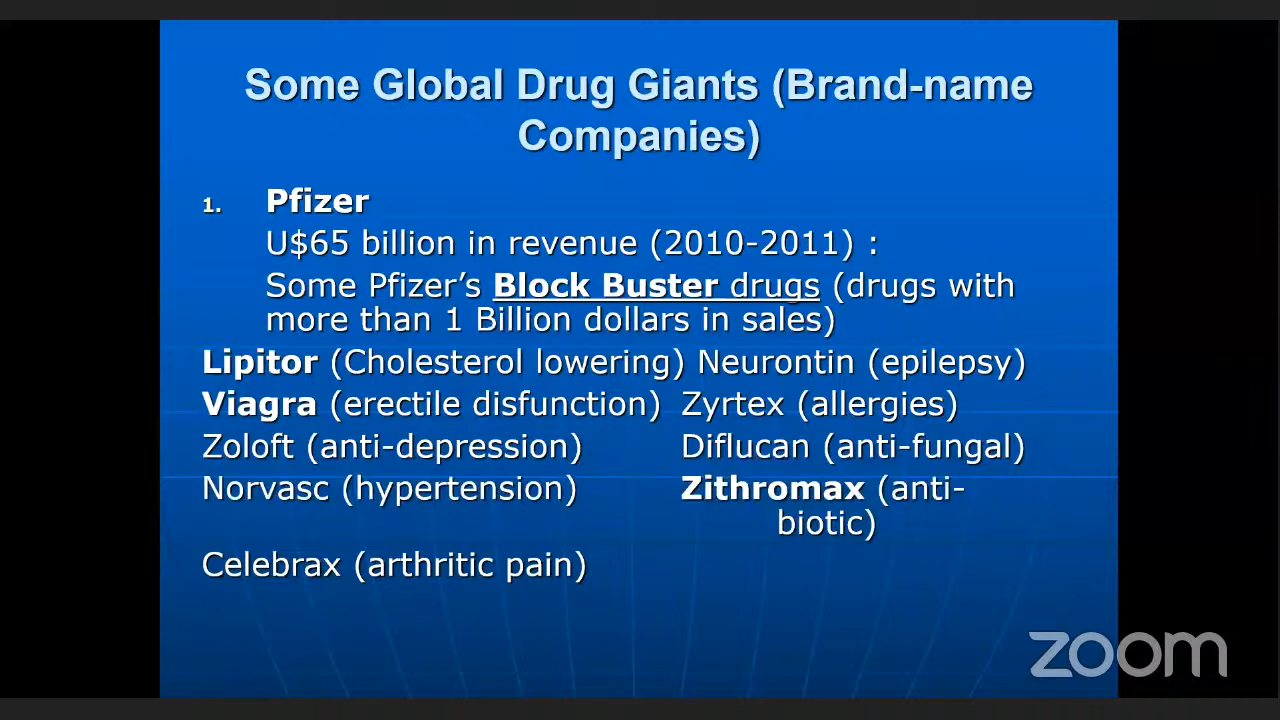 Some Global Drug Giants (Brand-name
Companies)
1. Pfizer
U$65 billion in revenue (2010-2011) :
Some Pfizer’s Block Buster drugs (drugs with
more than 1 Billion dollars in sales)
Lipitor (Cholesterol lowering) Neurontin (epilepsy)
Viagra (erectile disfunction) Zyrtex (allergies)
Zoloft (anti-depression) Diflucan (anti-fungal)
Norvasc (hypertension) Zithromax (anti-
biotic)
Celebrax (arthritic pain)
zoom